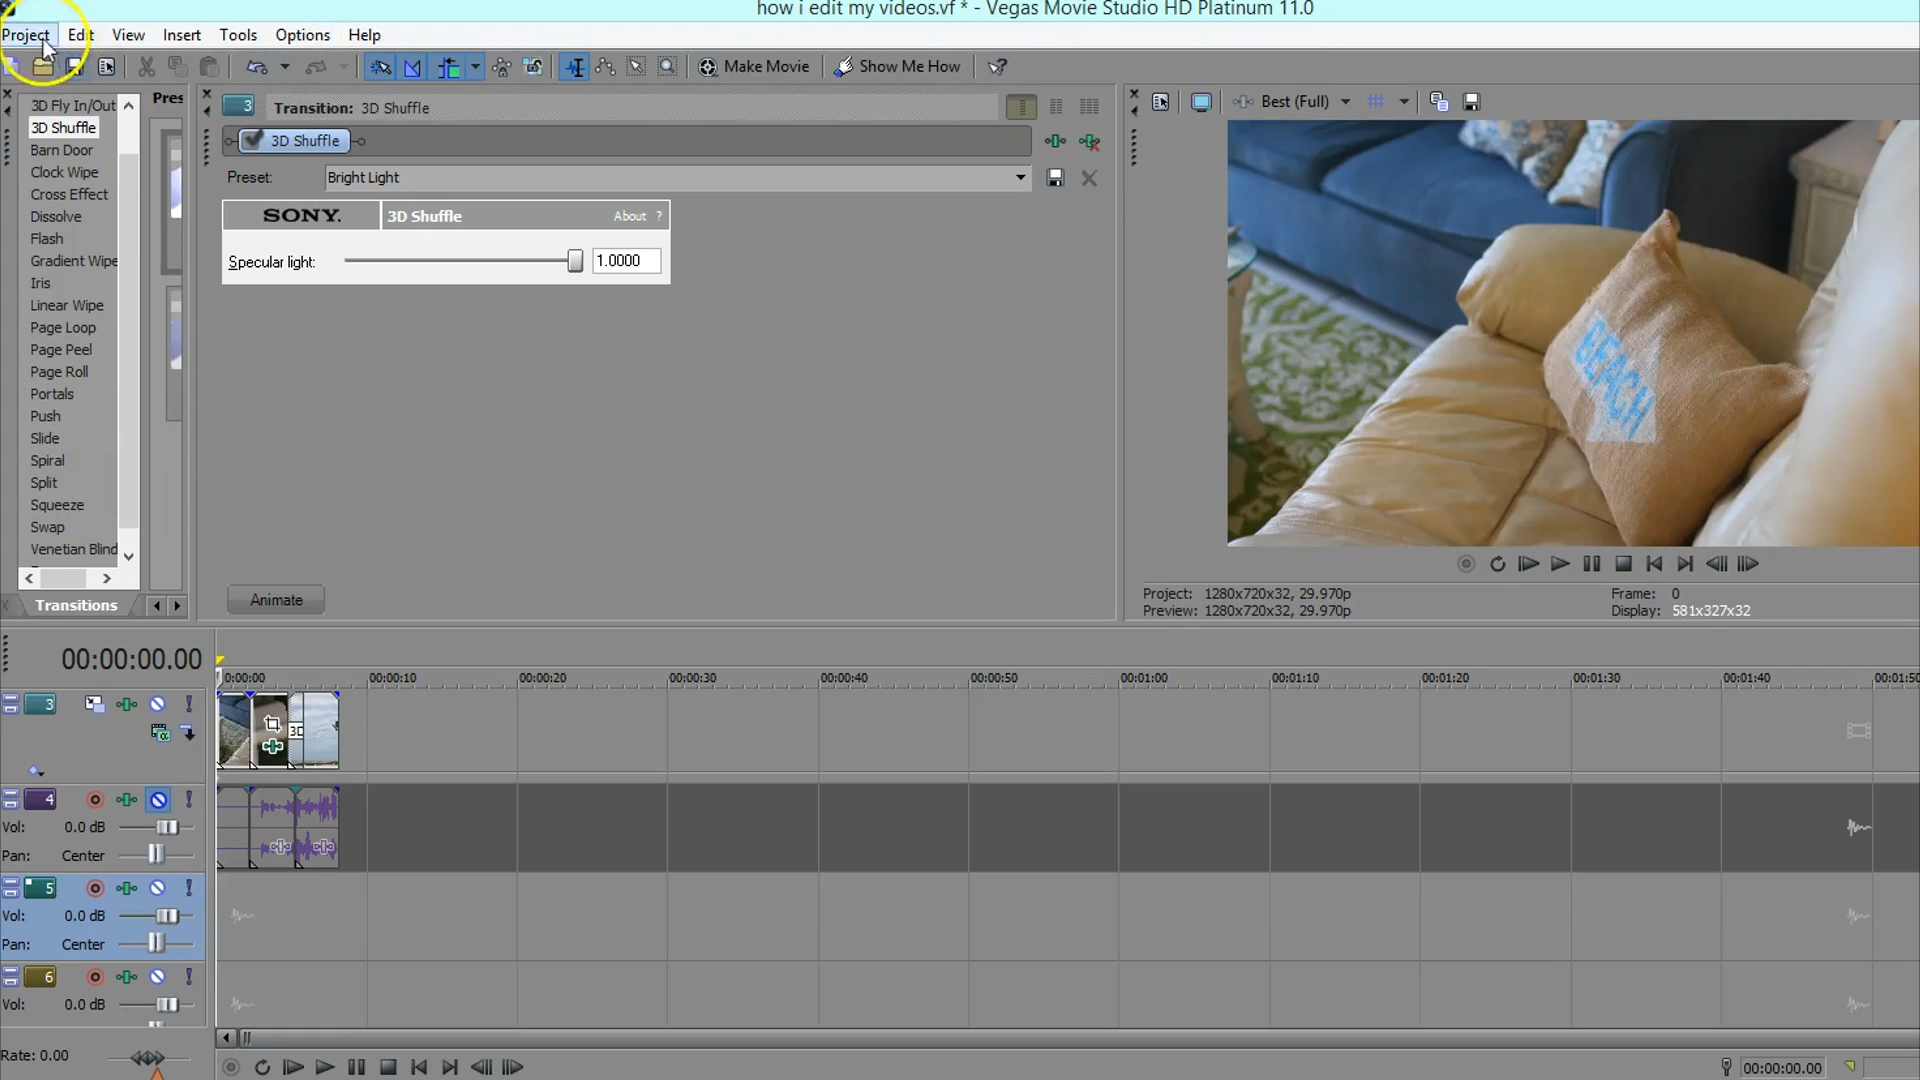 how i edit my videos.vf * - Vegas Movie Studio HD Platinum 11.0
Project Edit View Insert Tools Options Help
Make Movie Show Me How
3D Fly In/Out
3D Shuffle
Barn Door
Clock Wipe
Cross Effect
Dissolve
Flash
Gradient Wipe
Iris
Linear Wipe
Page Loop
Page Peel
Page Roll
Portals
Push
Slide
Spiral
Split
Squeeze
Swap
Venetian Blind
Transitions
Pres
3 Transition: 3D Shuffle
3D Shuffle
Preset: Bright Light
SONY. 3D Shuffle About ?
Specular light: 1.0000
Animate
Best (Full)
BEACH
Project: 1280x720x32, 29.970p Frame: 0
Preview: 1280x720x32, 29.970p Display: 581x327x32
00:00:00.00
0:00:00 00:00:10 00:00:20 00:00:30 00:00:40 00:00:50 00:01:00 00:01:10 00:01:20 00:01:30 00:01:40 00:01:50
3
3D
4
Vol: 0.0 dB
Pan: Center
5
Vol: 0.0 dB
Pan: Center
6
Vol: 0.0 dB
Rate: 0.00
00:00:00.00